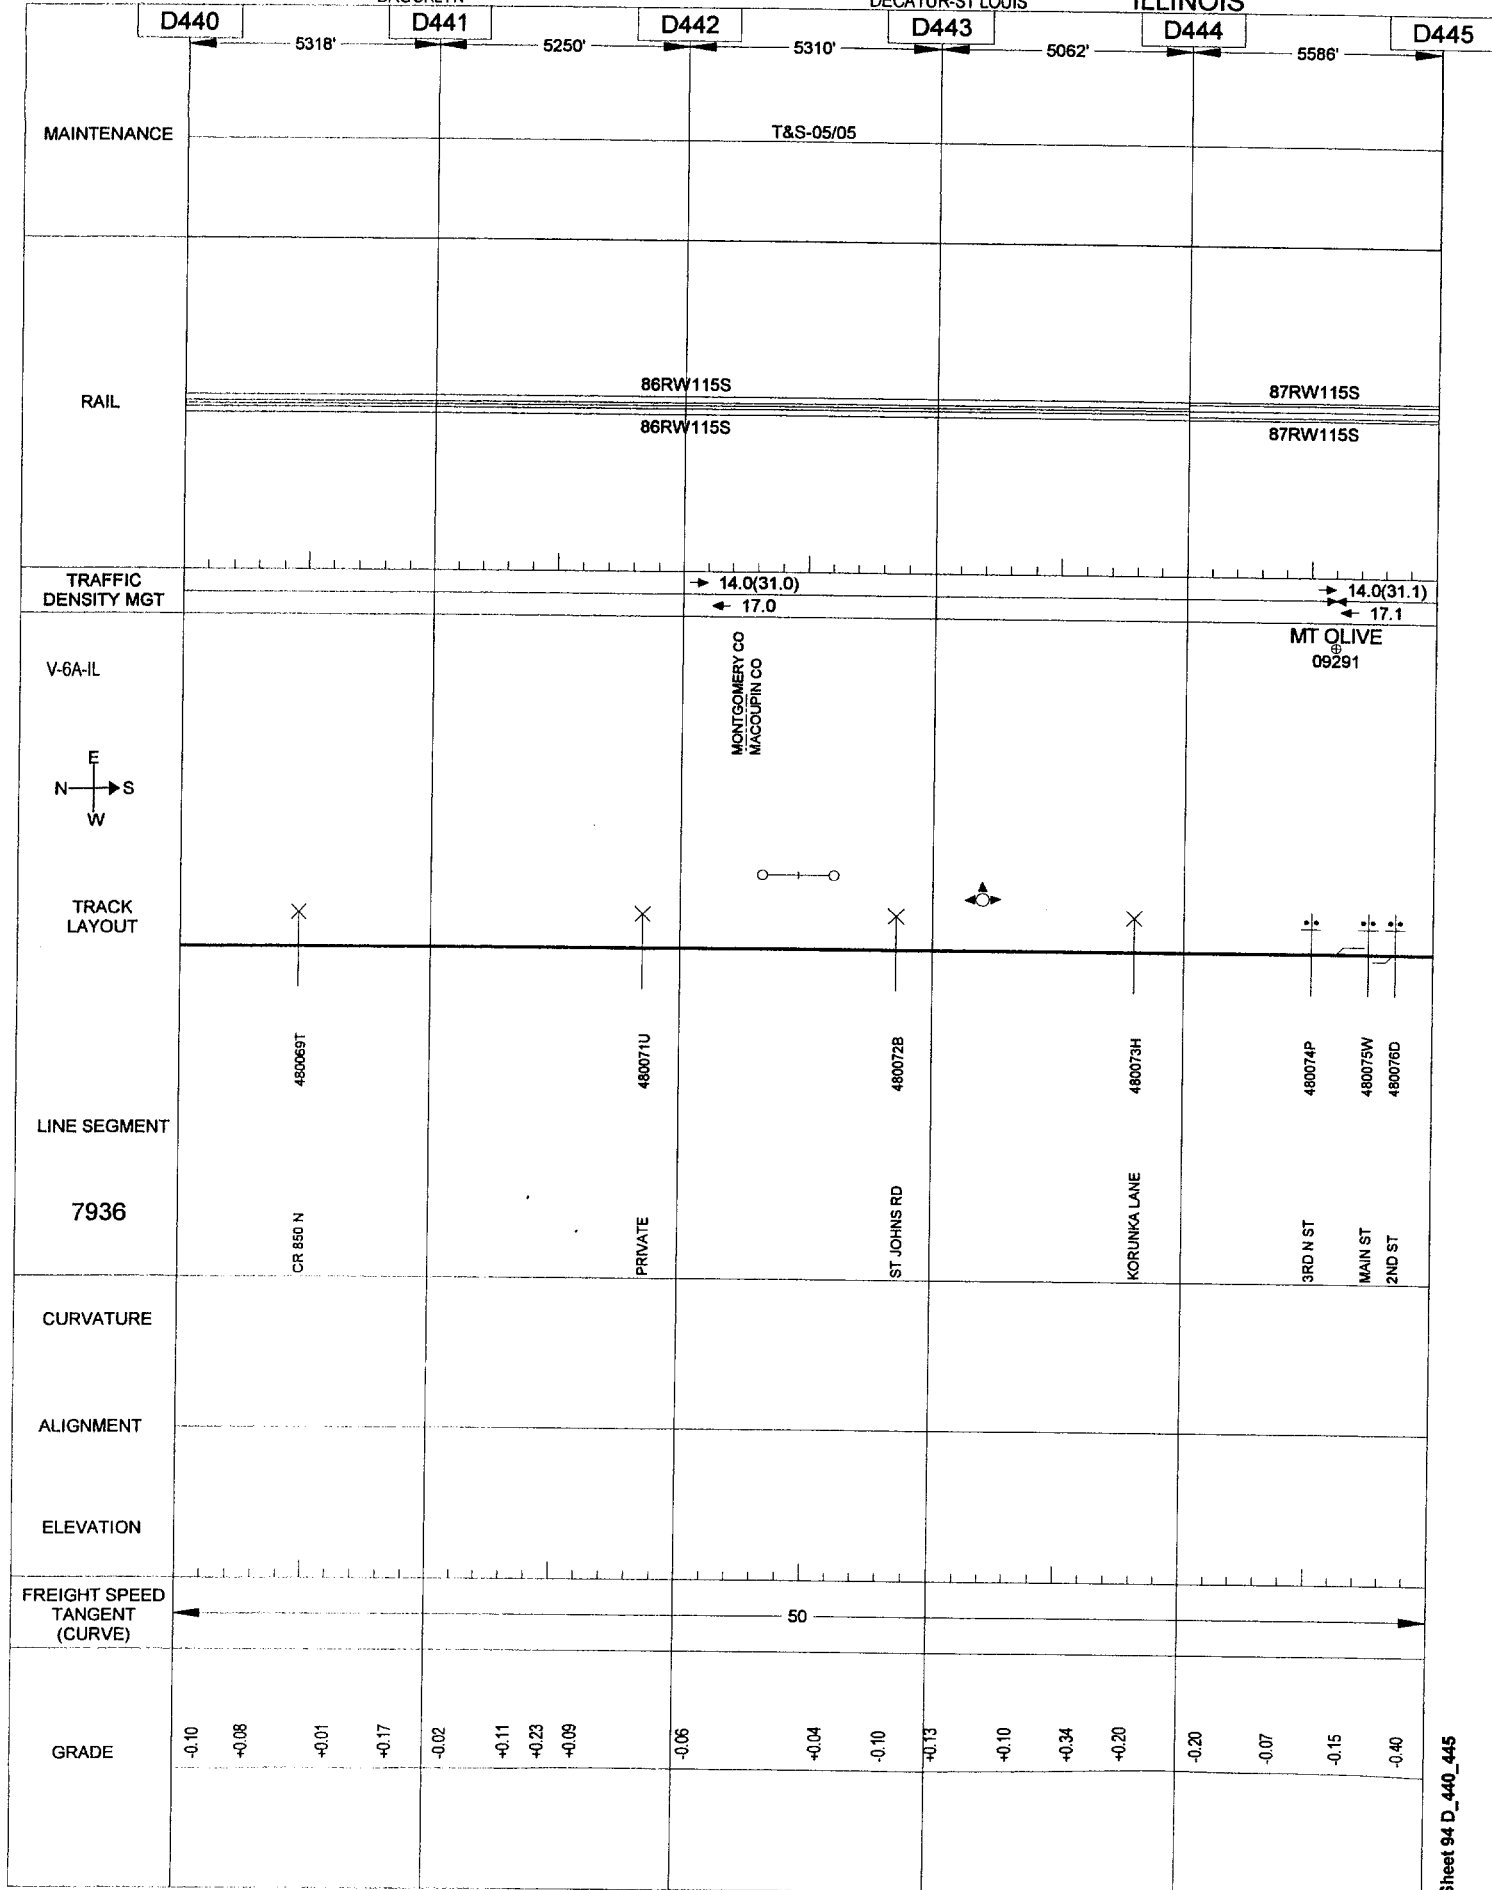 DECATUR-ST LOUIS
ILLINOIS
D440
D441
D442
D443
D444
D445
5318'
5250'
5310'
5062'
5586'
MAINTENANCE
T&S-05/05
RAIL
86RW115S
87RW115S
86RW115S
87RW115S
TRAFFIC
DENSITY MGT
14.0(31.0)
17.0
14.0(31.1)
17.1
V-6A-IL
MONTGOMERY CO
MACOUPIN CO
MT OLIVE
09291
E
N
S
W
TRACK
LAYOUT
480069T
480071U
480072B
480073H
480074P
480075W
480076D
LINE SEGMENT
7936
CR 850 N
PRIVATE
ST JOHNS RD
KORUNKA LANE
3RD N ST
MAIN ST
2ND ST
CURVATURE
ALIGNMENT
ELEVATION
FREIGHT SPEED
TANGENT
(CURVE)
50
GRADE
-0.10
+0.08
+0.01
+0.17
-0.02
+0.11
+0.23
+0.09
-0.06
+0.04
-0.10
+0.13
+0.10
+0.34
+0.20
-0.20
-0.07
-0.15
-0.40
Sheet 94 D_440_445